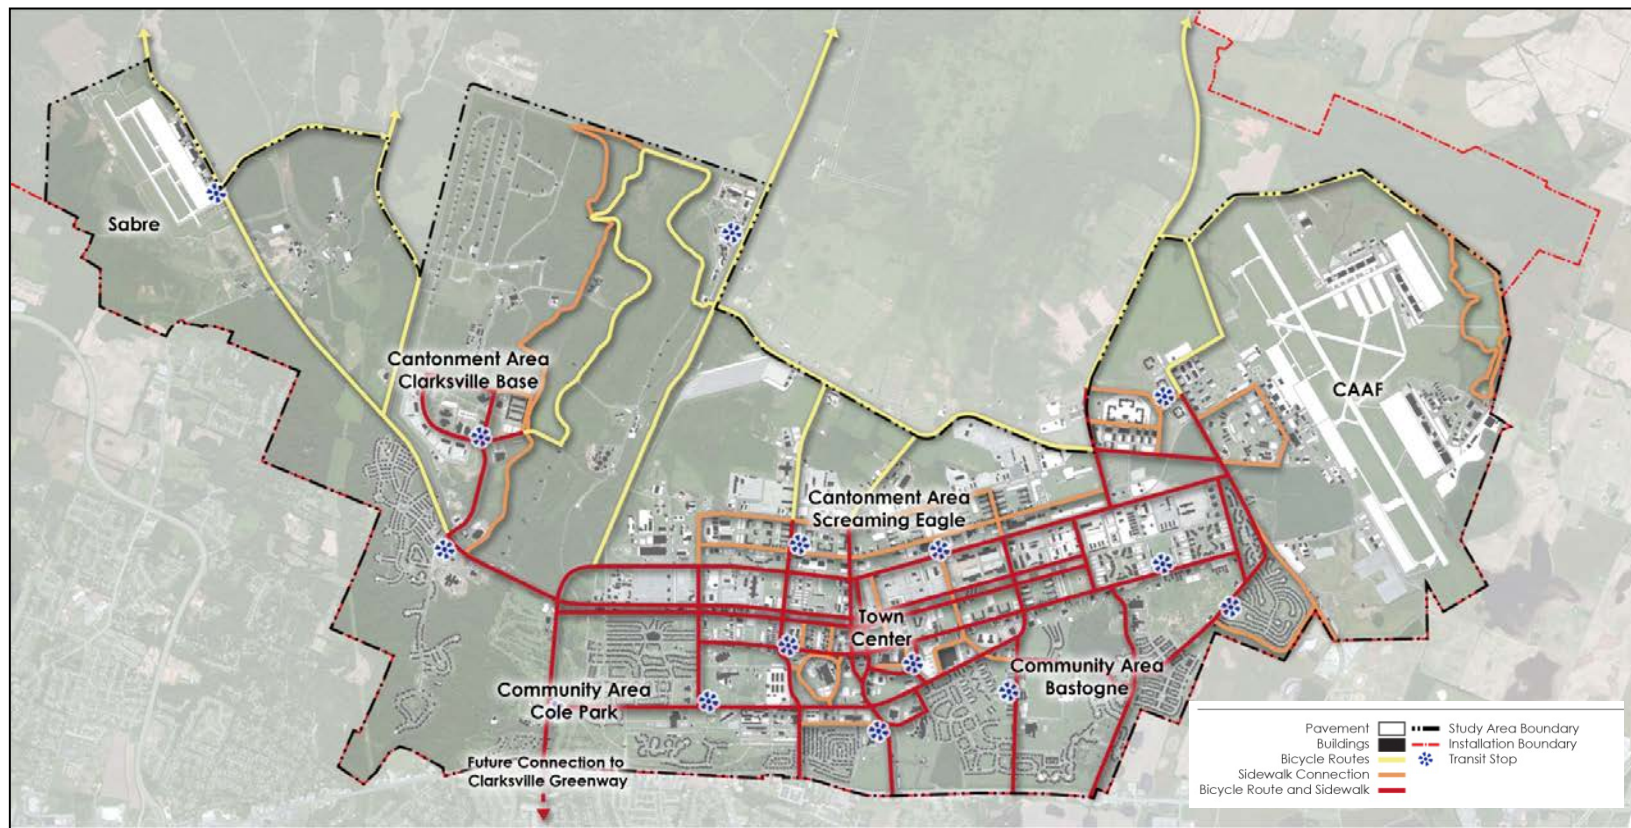 Sabre
Cantonment Area
Clarksville Base
CAAF
Cantonment Area
Screaming Eagle
Town
Center
Community Area
Bastogne
Community Area
Cole Park
Future Connection to
Clarksville Greenway
Pavement
Buildings
Bicycle Routes
Sidewalk Connection
Bicycle Route and Sidewalk
Study Area Boundary
Installation Boundary
Transit Stop